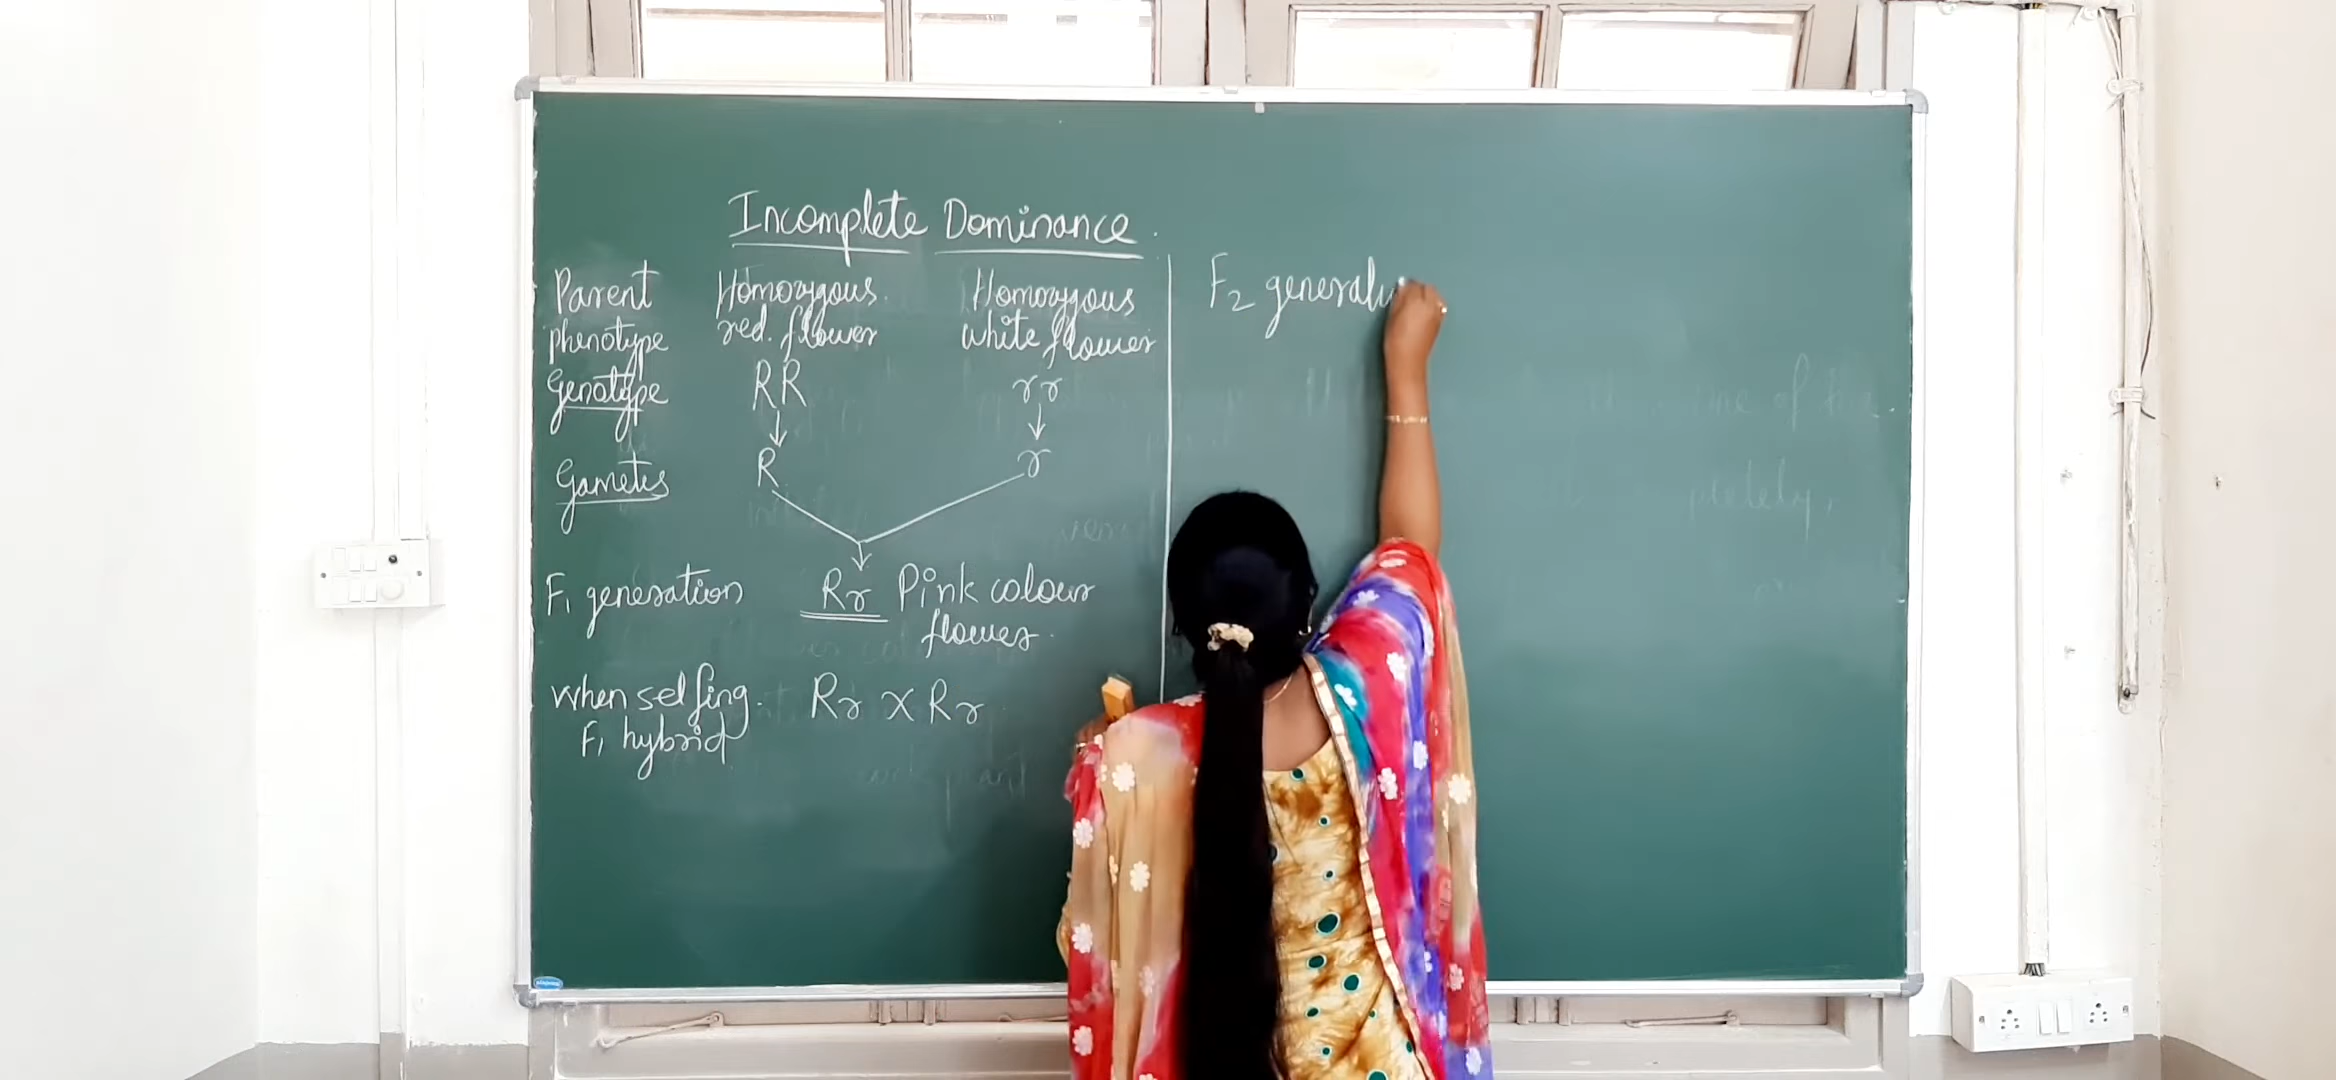 Incomplete Dominance.
Parent Homozygous. Homozygous
phenotype red. flower white flower
Genotype RR rr
Gametes R r
F1 generation Rr Pink colour
flower.
When selfing. Rr X Rr
F1 hybrid
F2